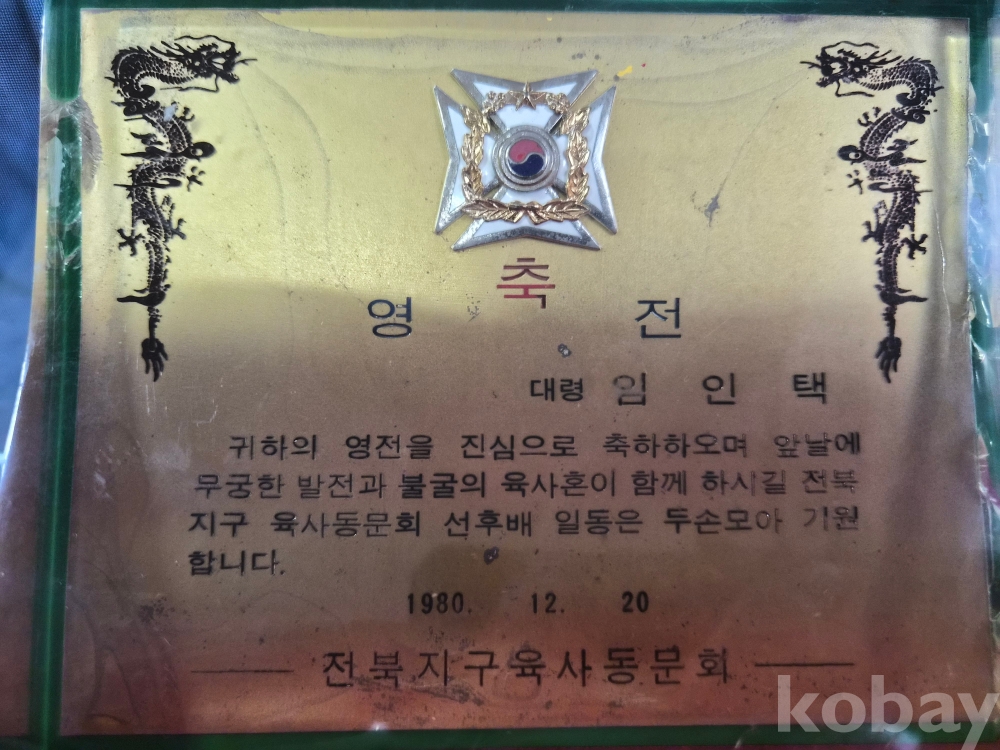 축
영 전
대령 임 인 택
귀하의 영전을 진심으로 축하하오며 앞날에
무궁한 발전과 불굴의 육사혼이 함께 하시길 전북
지구 육사동문회 선후배 일동은 두손모아 기원
합니다.
1980. 12. 20
전북지구육사동문회
kobay